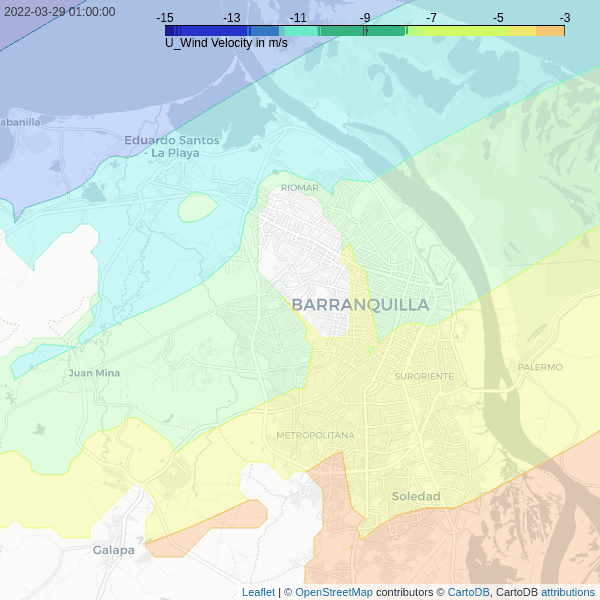 2022-03-29 01:00:00
-15 -13 -11 -9 -7 -5 -3
U_Wind Velocity in m/s
abanilla
Eduardo Santos
- La Playa
RIOMAR
BARRANQUILLA
Juan Mina
SURORIENTE
PALERMO
METROPOLITANA
Soledad
Galapa
Leaflet | © OpenStreetMap contributors © CartoDB, CartoDB attributions